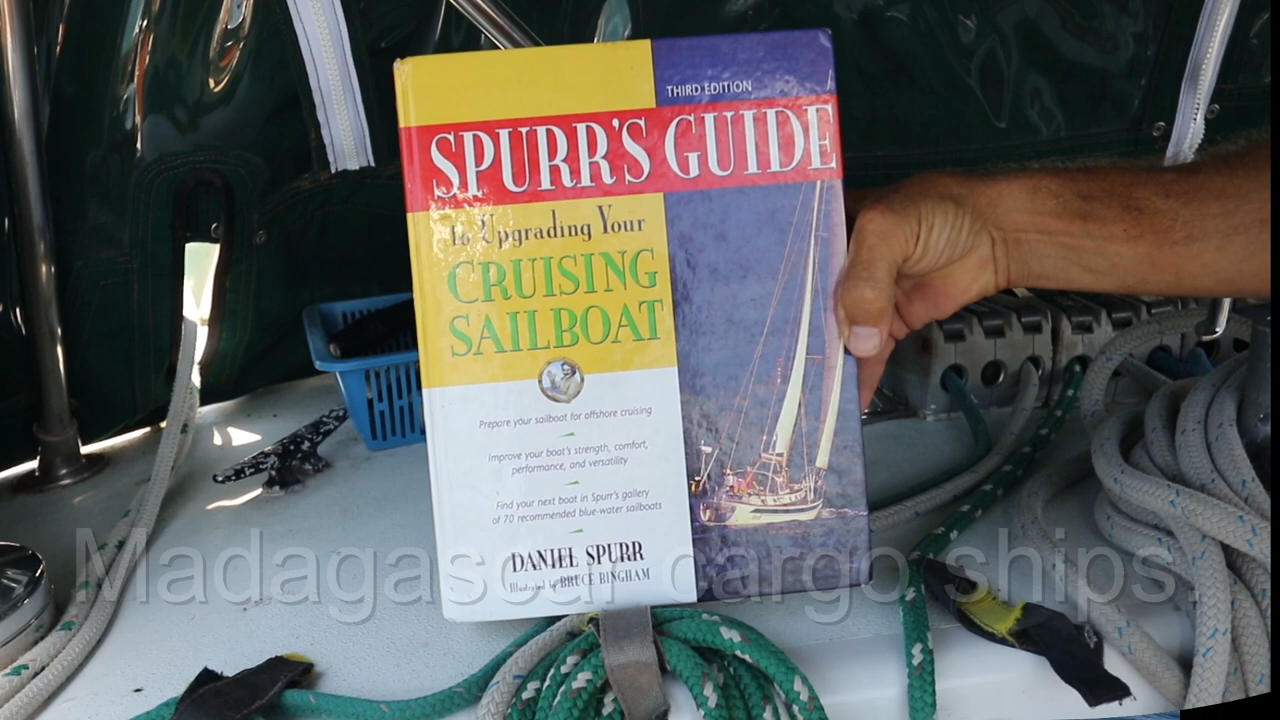 THIRD EDITION
SPURR'S GUIDE
to Upgrading Your
CRUISING
SAILBOAT
Prepare your sailboat for offshore cruising
Improve your boat's strength, comfort,
performance, and versatility
Find your next boat in Spurr's gallery
of 70 recommended blue-water sailboats
DANIEL SPURR
Illustrated by BRUCE BINGHAM
Madagascar cargo ships